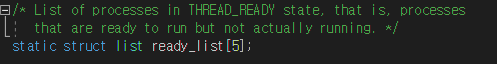 /* List of processes in THREAD_READY state, that is, processes
that are ready to run but not actually running. */
static struct list ready_list[5];